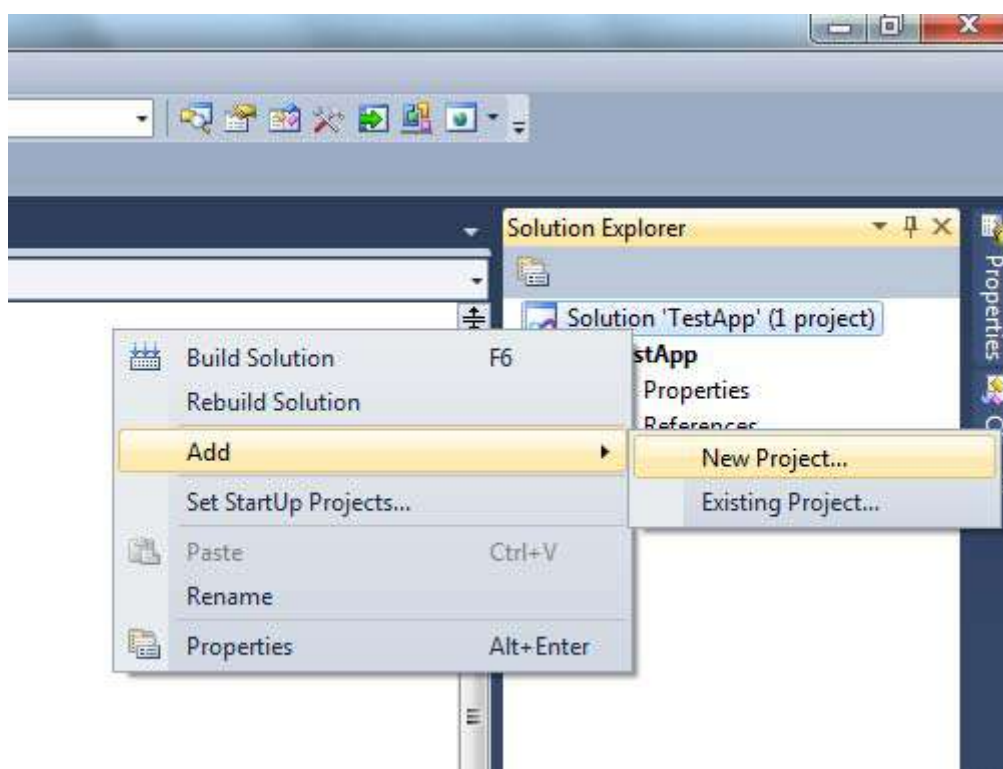 Solution Explorer
Properties
Solution 'TestApp' (1 project)
Build Solution F6
stApp
Rebuild Solution
Properties
References
Add
New Project...
Set StartUp Projects...
Existing Project...
Paste Ctrl+V
Rename
Properties Alt+Enter